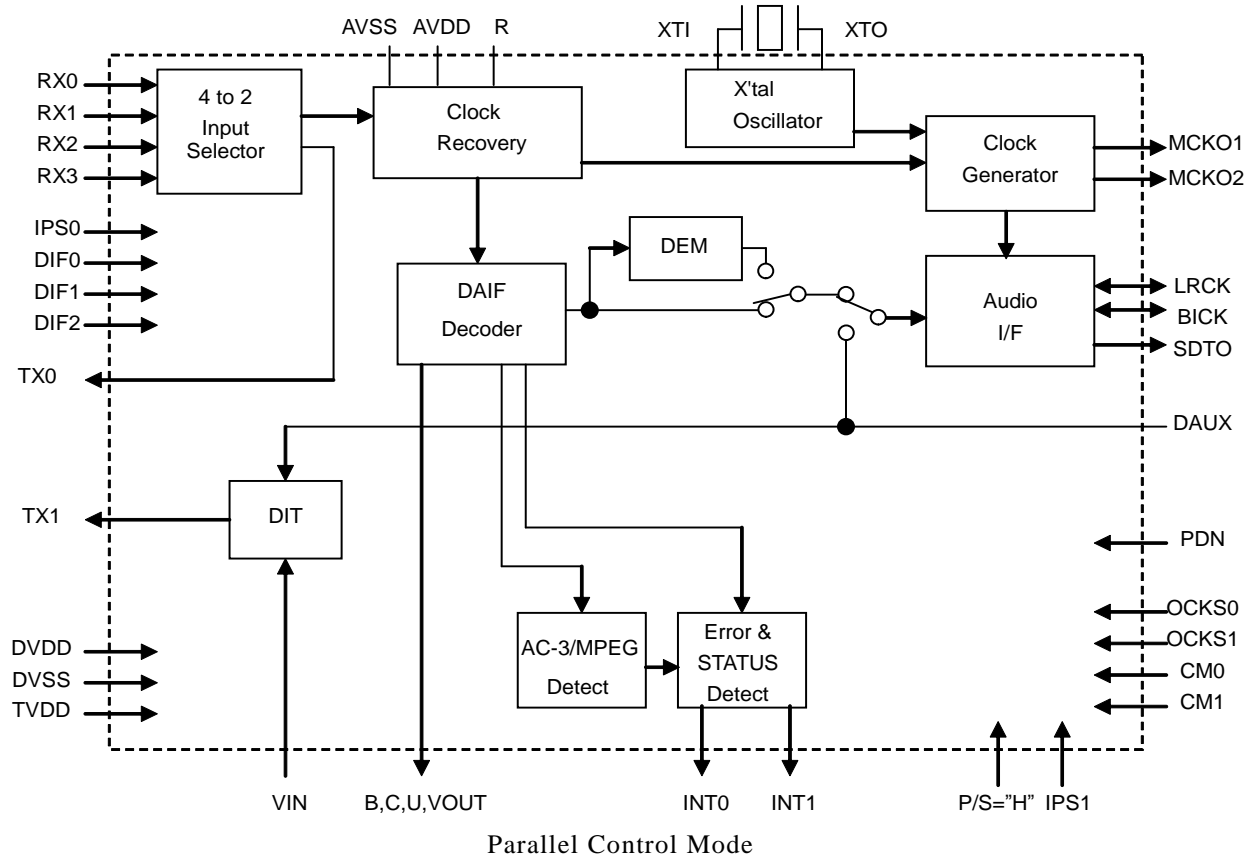 AVSS AVDD R XTI XTO
RX0
RX1
RX2
RX3
4 to 2
Input
Selector
Clock
Recovery
X'tal
Oscillator
Clock
Generator
MCKO1
MCKO2
IPS0
DIF0
DIF1
DIF2
DEM
DAIF
Decoder
Audio
I/F
LRCK
BICK
SDTO
TX0
DAUX
TX1
DIT
PDN
AC-3/MPEG
Detect
Error &
STATUS
Detect
OCKS0
OCKS1
CM0
CM1
DVDD
DVSS
TVDD
VIN B,C,U,VOUT INT0 INT1 P/S=”H” IPS1
Parallel Control Mode